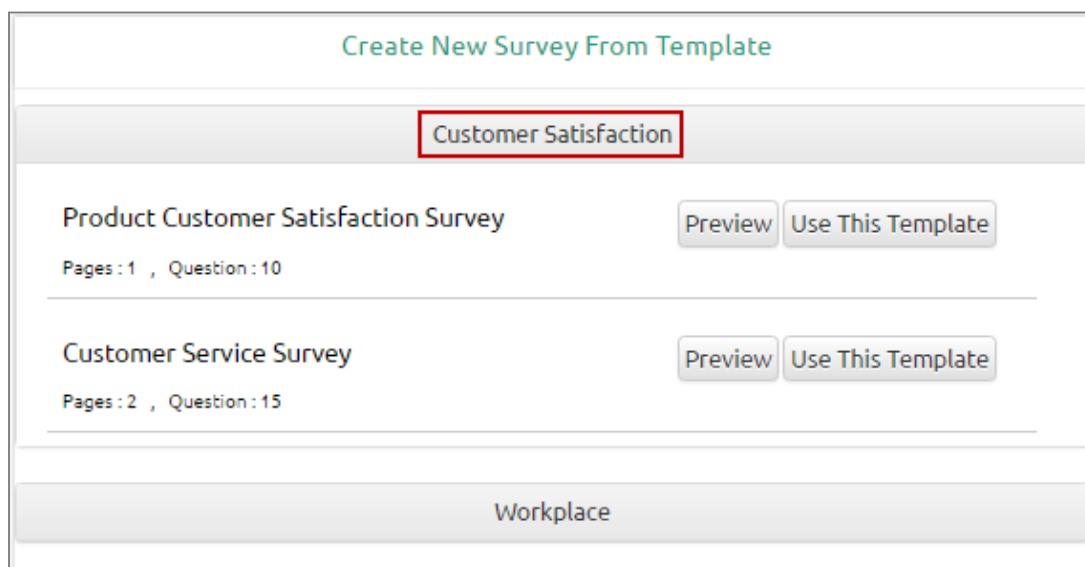 Create New Survey From Template
Customer Satisfaction
Product Customer Satisfaction Survey
Preview
Use This Template
Pages : 1 , Question : 10
Customer Service Survey
Preview
Use This Template
Pages : 2 , Question : 15
Workplace